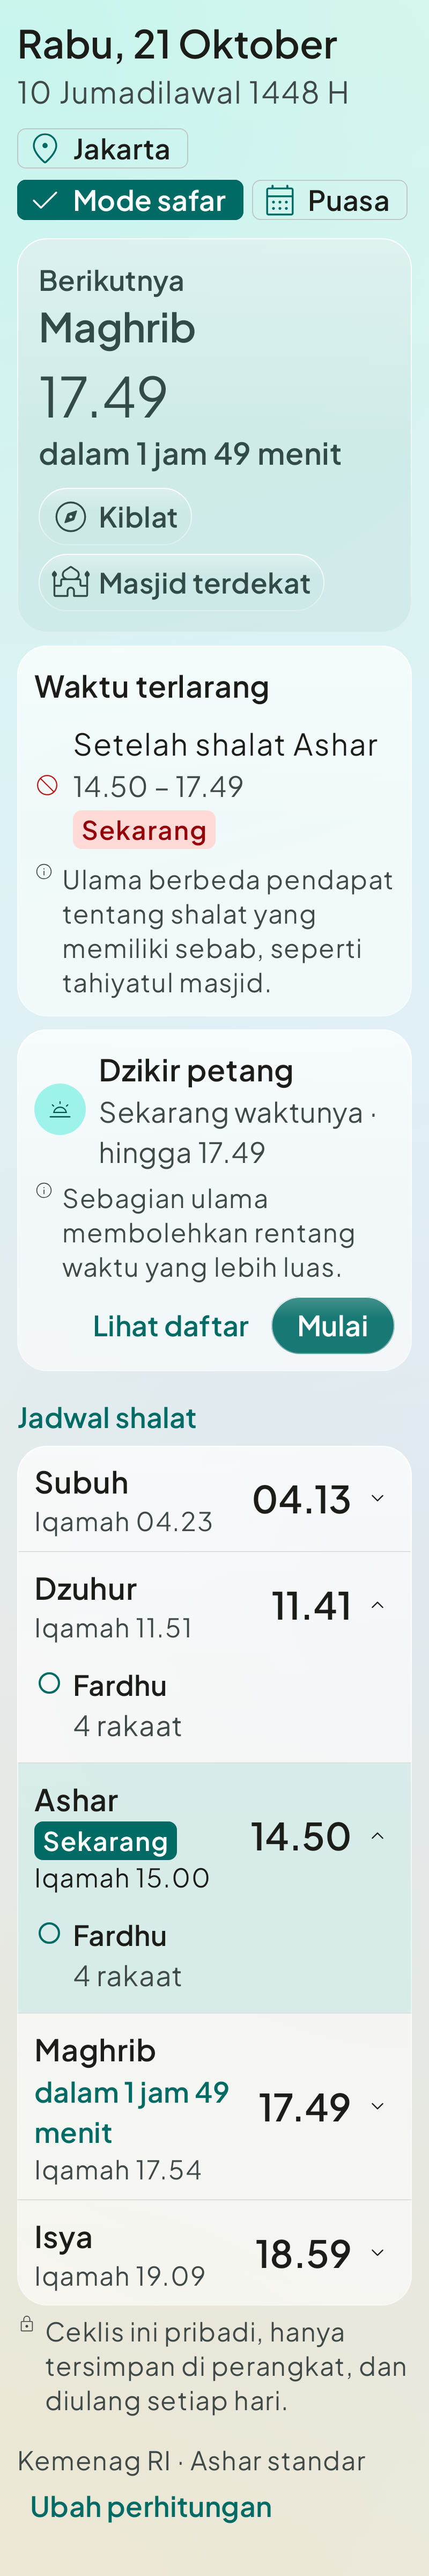 Rabu, 21 Oktober
10 Jumadilawal 1448 H
Jakarta
Mode safar
Puasa
Berikutnya
Maghrib
17.49
dalam 1 jam 49 menit
Kiblat
Masjid terdekat
Waktu terlarang
Setelah shalat Ashar
14.50 – 17.49
Sekarang
Ulama berbeda pendapat
tentang shalat yang
memiliki sebab, seperti
tahiyatul masjid.
Dzikir petang
Sekarang waktunya ·
hingga 17.49
Sebagian ulama
membolehkan rentang
waktu yang lebih luas.
Lihat daftar
Mulai
Jadwal shalat
Subuh
Iqamah 04.23
04.13
Dzuhur
Iqamah 11.51
11.41
Fardhu
4 rakaat
Ashar
Sekarang
Iqamah 15.00
14.50
Fardhu
4 rakaat
Maghrib
dalam 1 jam 49
menit
Iqamah 17.54
17.49
Isya
Iqamah 19.09
18.59
Ceklis ini pribadi, hanya
tersimpan di perangkat, dan
diulang setiap hari.
Kemenag RI · Ashar standar
Ubah perhitungan